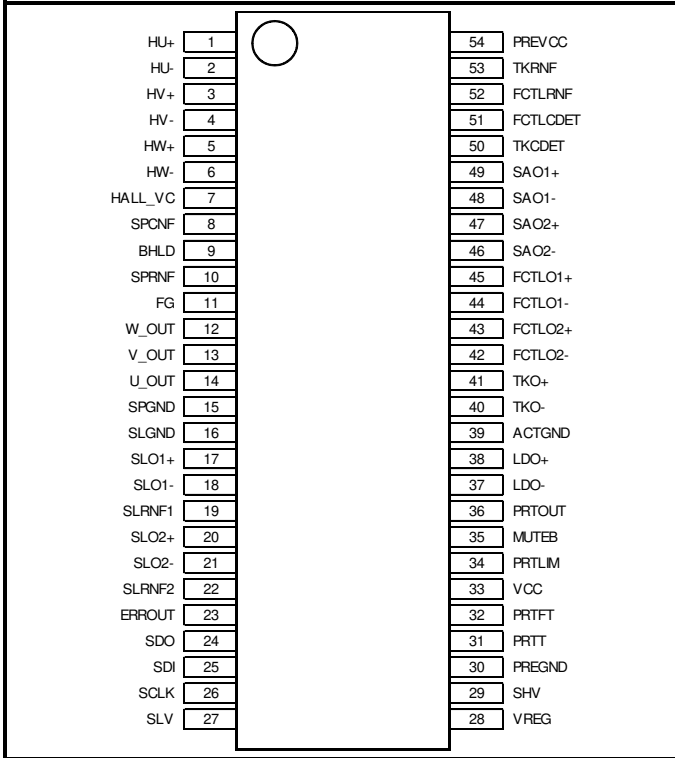 HU+ 1 54 PREVCC
HU- 2 53 TKRNF
HV+ 3 52 FCTLRNF
HV- 4 51 FCTLCDET
HW+ 5 50 TKCDET
HW- 6 49 SAO1+
HALL_VC 7 48 SAO1-
SPCNF 8 47 SAO2+
BHLD 9 46 SAO2-
SPRNF 10 45 FCTLO1+
FG 11 44 FCTLO1-
W_OUT 12 43 FCTLO2+
V_OUT 13 42 FCTLO2-
U_OUT 14 41 TKO+
SPGND 15 40 TKO-
SLGND 16 39 ACTGND
SLO1+ 17 38 LDO+
SLO1- 18 37 LDO-
SLRNF1 19 36 PRTOUT
SLO2+ 20 35 MUTEB
SLO2- 21 34 PRTLIM
SLRNF2 22 33 VCC
ERROUT 23 32 PRTFT
SDO 24 31 PRTT
SDI 25 30 PREGND
SCLK 26 29 SHV
SLV 27 28 VREG